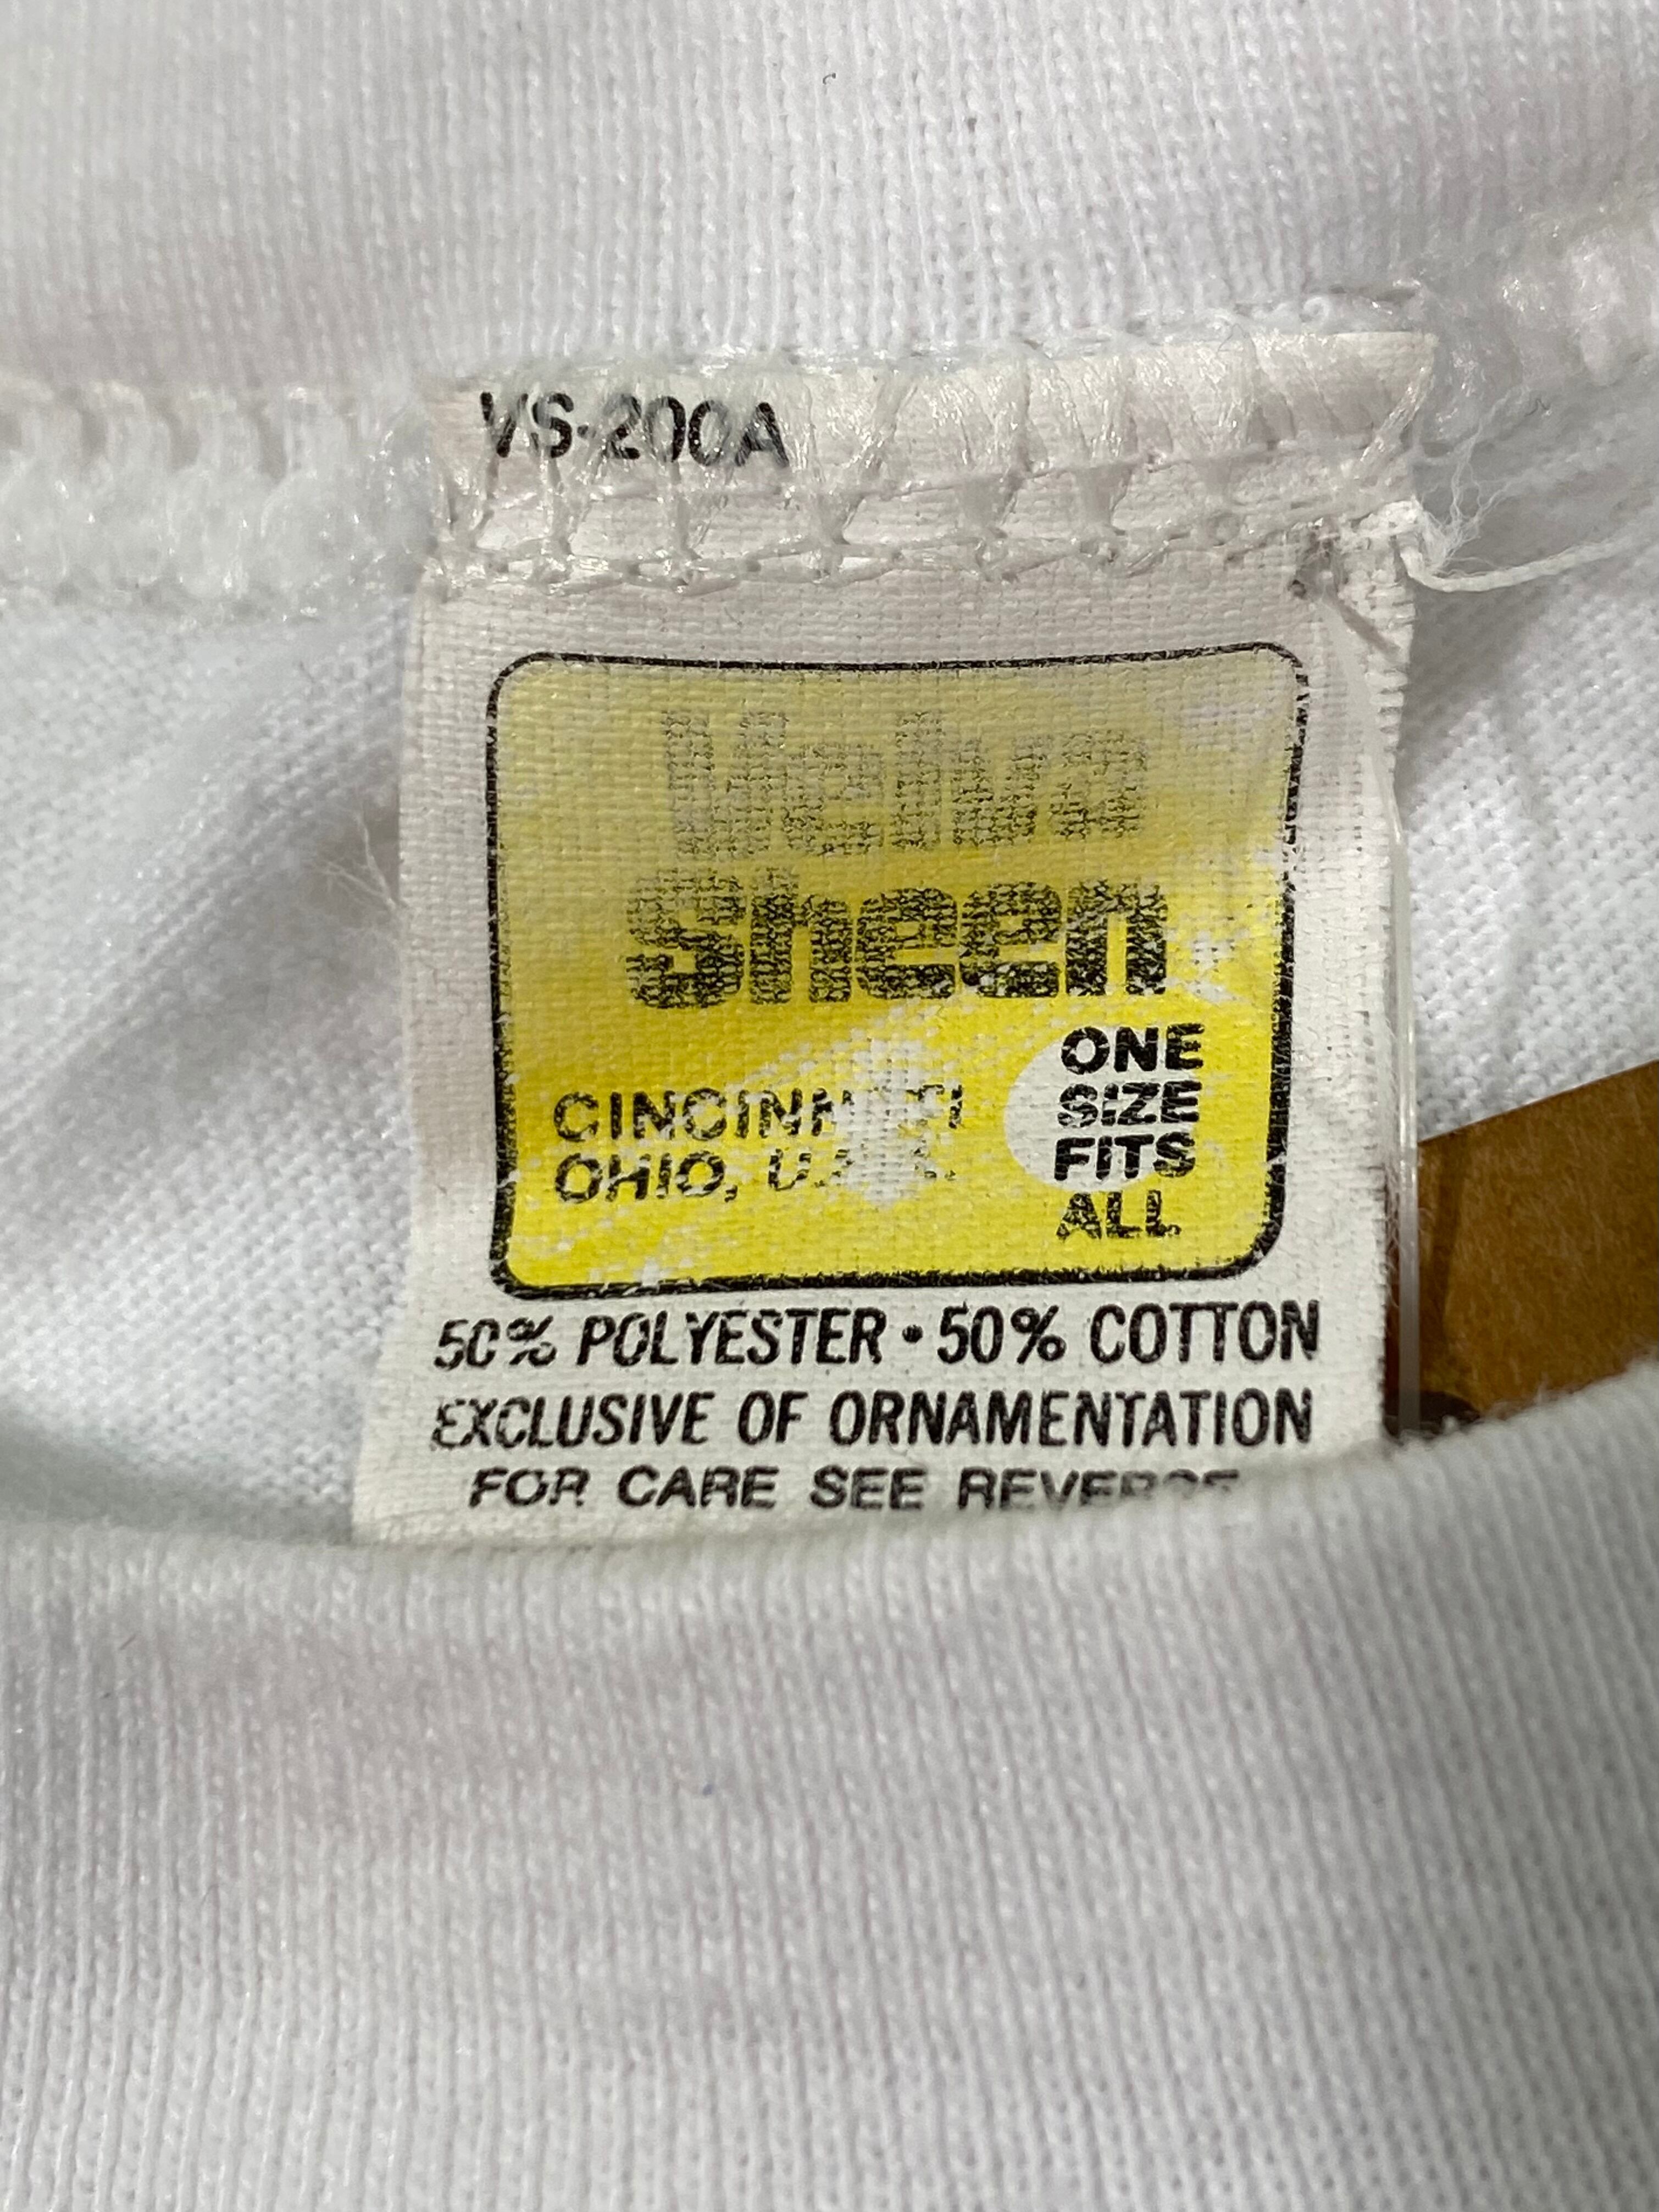 VS-200A
Velva
Sheen
CINCINNATI
OHIO, U.S.A.
ONE
SIZE
FITS
ALL
50% POLYESTER • 50% COTTON
EXCLUSIVE OF ORNAMENTATION
FOR CARE SEE REVERSE